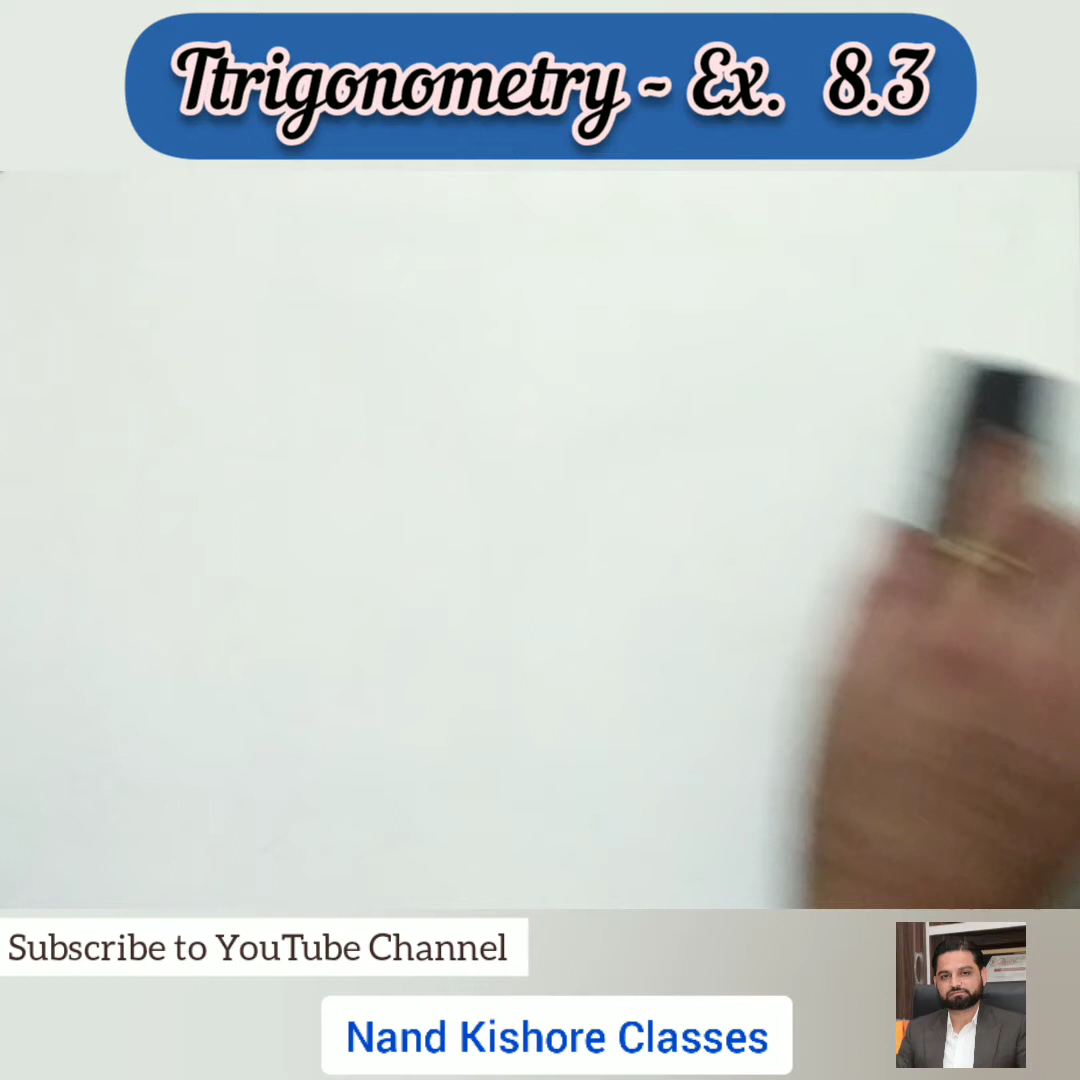 Ttrigonometry - Ex. 8.3
Subscribe to YouTube Channel
Nand Kishore Classes